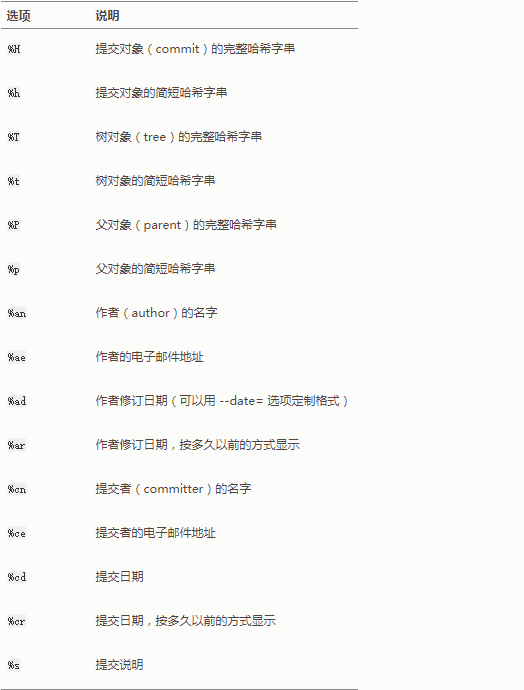 选项 说明
%H 提交对象（commit）的完整哈希字串
%h 提交对象的简短哈希字串
%T 树对象（tree）的完整哈希字串
%t 树对象的简短哈希字串
%P 父对象（parent）的完整哈希字串
%p 父对象的简短哈希字串
%an 作者（author）的名字
%ae 作者的电子邮件地址
%ad 作者修订日期（可以用 --date= 选项定制格式）
%ar 作者修订日期，按多久以前的方式显示
%cn 提交者（committer）的名字
%ce 提交者的电子邮件地址
%cd 提交日期
%cr 提交日期，按多久以前的方式显示
%s 提交说明